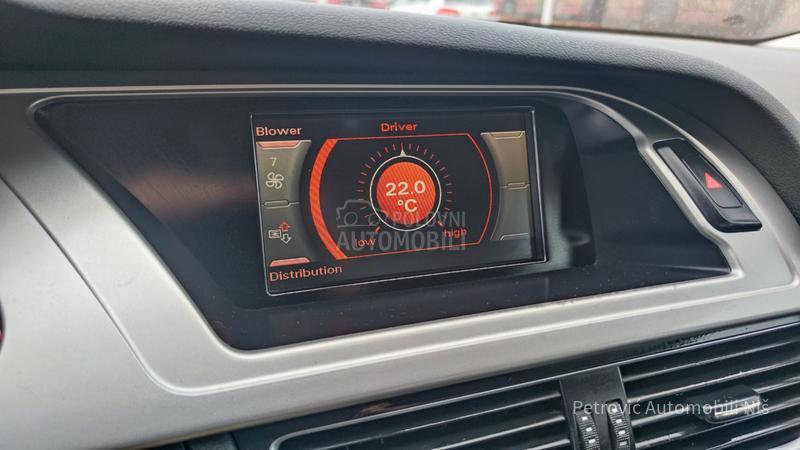 Driver
Blower
7
22.0
°C
low
high
Distribution
POLOVNI
AUTOMOBILI
Petrović Automobili Niš